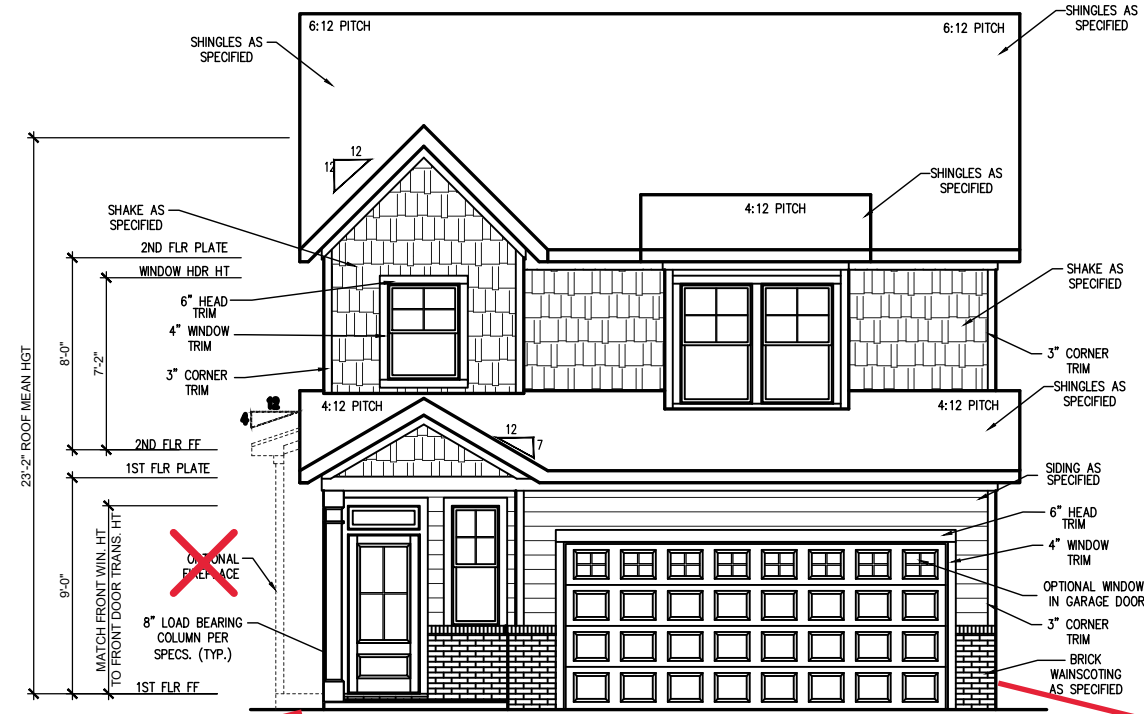 6:12 PITCH
6:12 PITCH
SHINGLES AS
SPECIFIED
SHINGLES AS
SPECIFIED
12
12
SHINGLES AS
SPECIFIED
4:12 PITCH
SHAKE AS
SPECIFIED
2ND FLR PLATE
WINDOW HDR HT
6" HEAD
TRIM
4" WINDOW
TRIM
3" CORNER
TRIM
SHAKE AS
SPECIFIED
3" CORNER
TRIM
SHINGLES AS
SPECIFIED
23'-2" ROOF MEAN HGT
8'-0"
7'-2"
12
4
4:12 PITCH
4:12 PITCH
12
7
2ND FLR FF
1ST FLR PLATE
SIDING AS
SPECIFIED
6" HEAD
TRIM
4" WINDOW
TRIM
OPTIONAL WINDOW
IN GARAGE DOOR
3" CORNER
TRIM
BRICK
WAINSCOTING
AS SPECIFIED
9'-0"
MATCH FRONT WIN. HT
TO FRONT DOOR TRANS. HT
OPTIONAL
FIREPLACE
8" LOAD BEARING
COLUMN PER
SPECS. (TYP.)
1ST FLR FF